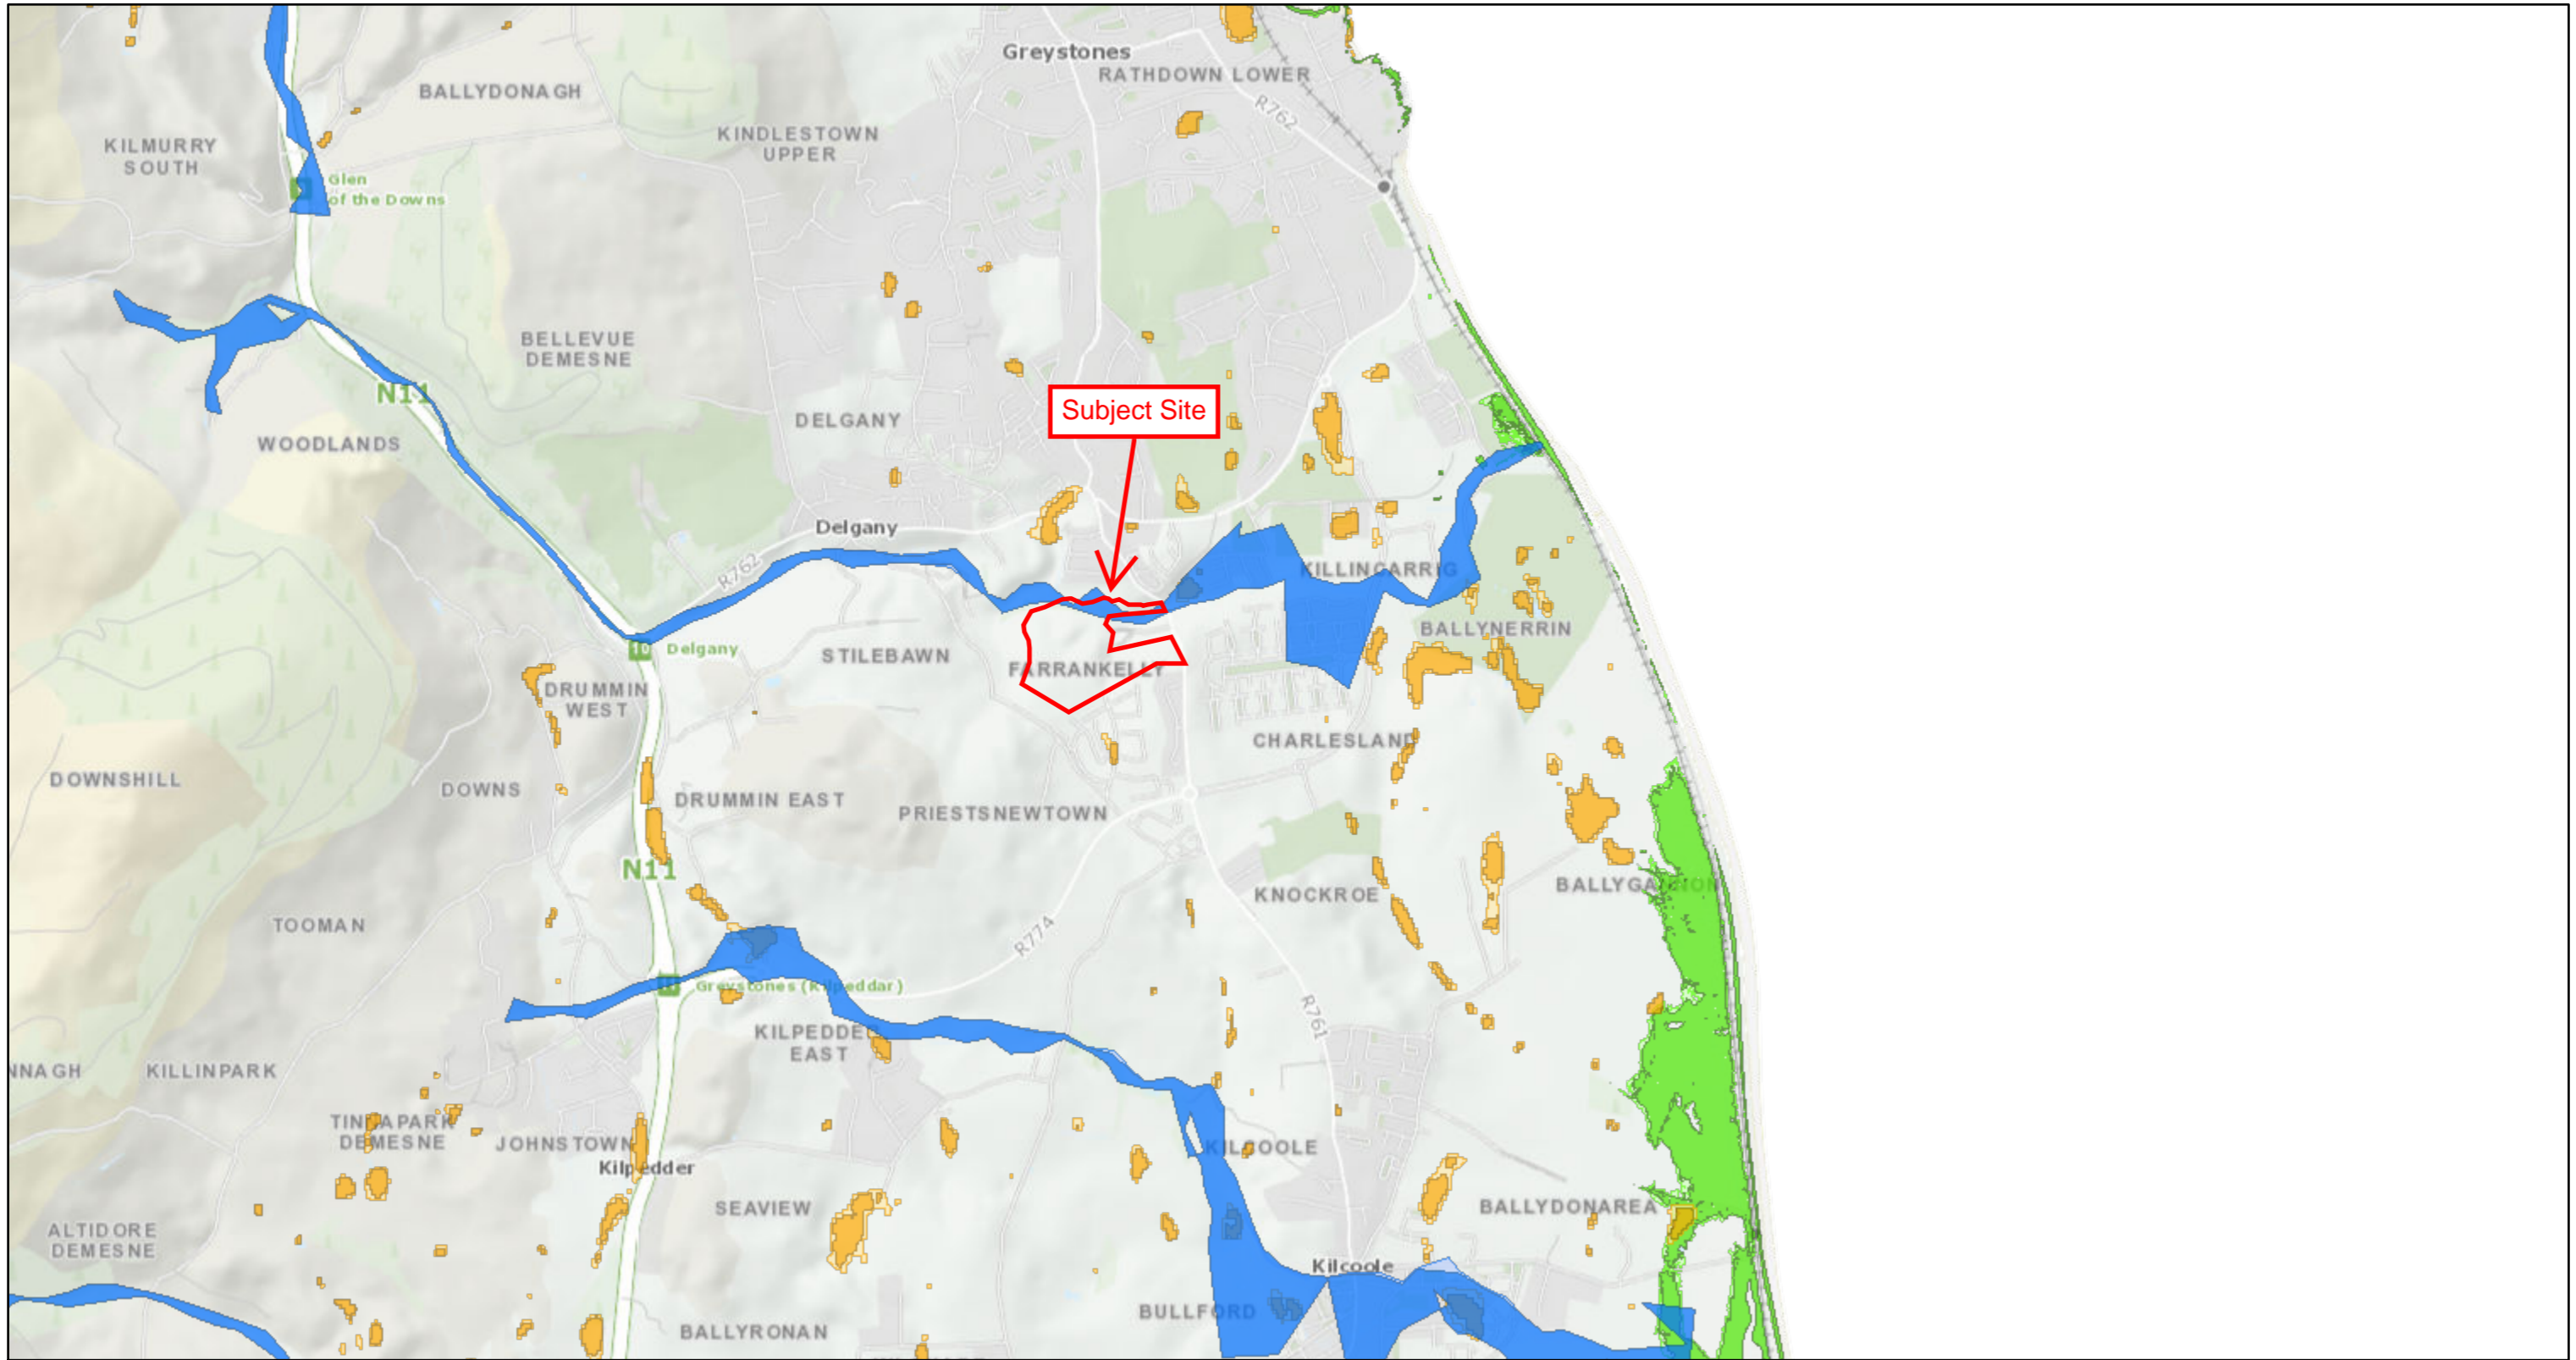 Greystones
RATHDOWN LOWER
BALLYDONAGH
R762
KINDLESTOWN
UPPER
KILMURRY
SOUTH
Glen
of the Downs
BELLEVUE
DEMESNE
N11
Subject Site
DELGANY
WOODLANDS
Delgany
R762
KILLINCARRIG
BALLYNERRIN
10
Delgany
STILEBAWN
FARRANKELLY
DRUMMIN
WEST
CHARLESLAND
DOWNSHILL
DOWNS
DRUMMIN EAST
PRIESTSNEWTOWN
N11
BALLYGANNON
KNOCKROE
TOOMAN
R774
Greystones (Kilpeddar)
R761
KILPEDDER
EAST
NNAGH
KILLINPARK
TINNAPARK
DEMESNE
JOHNSTOWN
KILCOOLE
Kilpedder
SEAVIEW
BALLYDONAREA
ALTIDORE
DEMESNE
Kilcoole
BULLFORD
BALLYRONAN